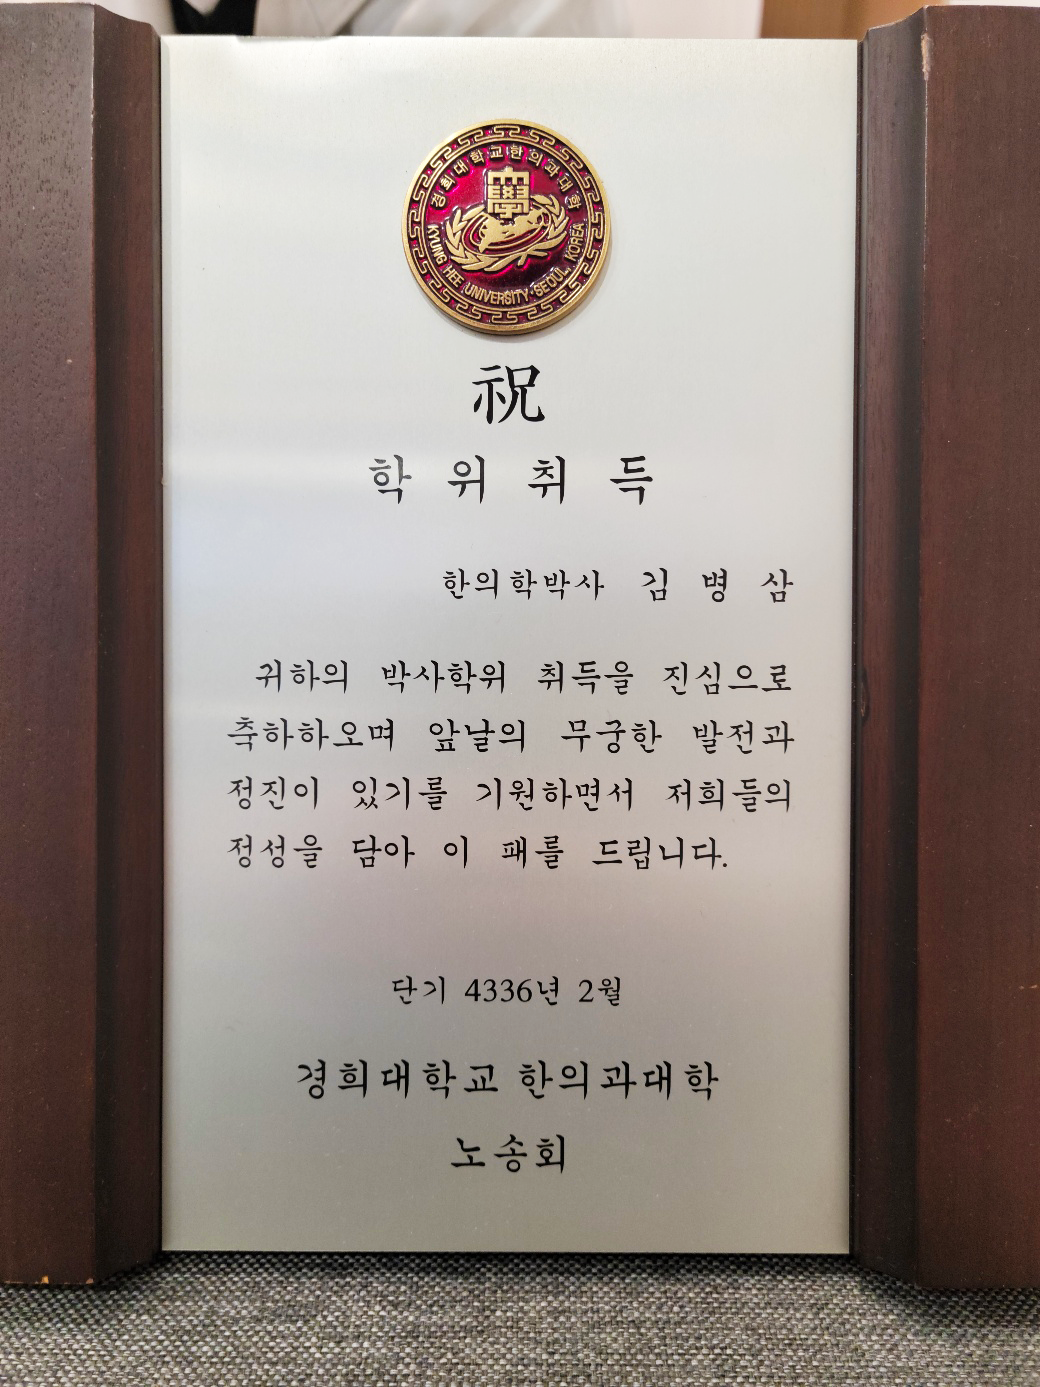 경희대학교한의과대학
KYUNG HEE UNIVERSITY · SEOUL, KOREA
祝
학 위 취 득
한의학박사 김 병 삼
귀하의 박사학위 취득을 진심으로
축하하오며 앞날의 무궁한 발전과
정진이 있기를 기원하면서 저희들의
정성을 담아 이 패를 드립니다.
단기 4336년 2월
경희대학교 한의과대학
노송회